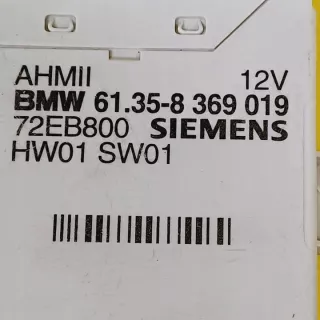 AHMII 12V
BMW 61.35-8 369 019
72EB800 SIEMENS
HW01 SW01